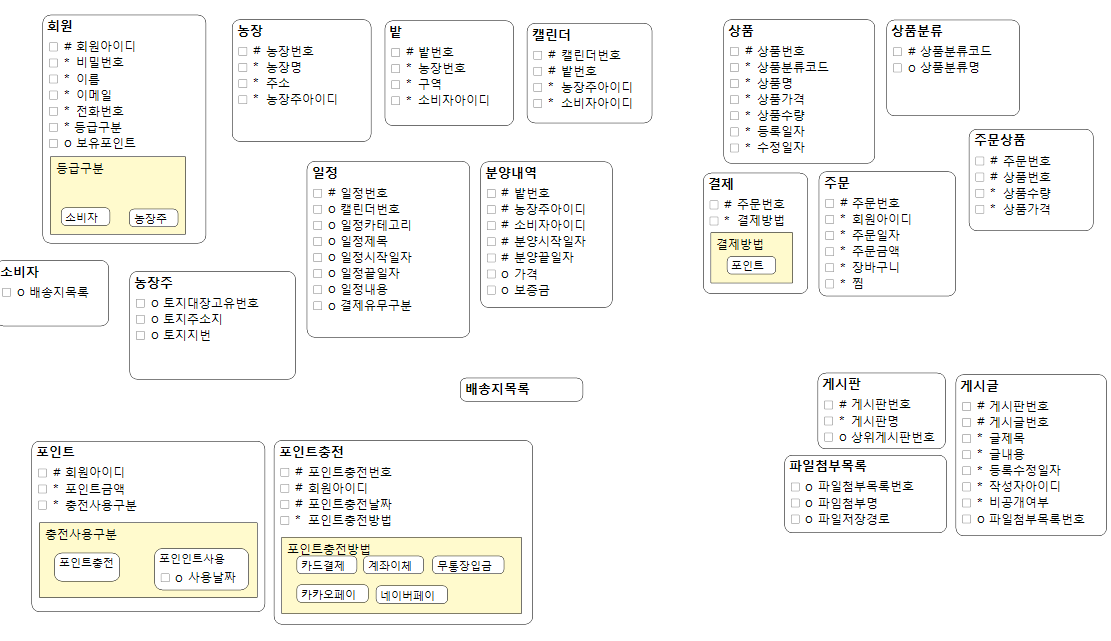 회원
# 회원아이디
* 비밀번호
* 이름
* 이메일
* 전화번호
* 등급구분
o 보유포인트
등급구분
소비자
농장주
농장
# 농장번호
* 농장명
* 주소
* 농장주아이디
밭
# 밭번호
* 농장번호
* 구역
* 소비자아이디
캘린더
# 캘린더번호
# 밭번호
* 농장주아이디
* 소비자아이디
상품
# 상품번호
* 상품분류코드
* 상품명
* 상품가격
* 상품수량
* 등록일자
* 수정일자
상품분류
# 상품분류코드
o 상품분류명
주문상품
# 주문번호
# 상품번호
* 상품수량
* 상품가격
일정
# 일정번호
o 캘린더번호
o 일정카테고리
o 일정제목
o 일정시작일자
o 일정끝일자
o 일정내용
o 결제유무구분
분양내역
# 밭번호
# 농장주아이디
# 소비자아이디
# 분양시작일자
# 분양끝일자
o 가격
o 보증금
결제
# 주문번호
* 결제방법
결제방법
포인트
주문
# 주문번호
* 회원아이디
* 주문일자
* 주문금액
* 장바구니
* 찜
소비자
o 배송지목록
농장주
o 토지대장고유번호
o 토지주소지
o 토지지번
배송지목록
게시판
# 게시판번호
* 게시판명
o 상위게시판번호
게시글
# 게시판번호
# 게시글번호
* 글제목
* 글내용
* 등록수정일자
* 작성자아이디
* 비공개여부
o 파일첨부목록번호
파일첨부목록
o 파일첨부목록번호
o 파일첨부명
o 파일저장경로
포인트
# 회원아이디
* 포인트금액
* 충전사용구분
충전사용구분
포인트충전
포인인트사용
o 사용날짜
포인트충전
# 포인트충전번호
# 회원아이디
# 포인트충전날짜
* 포인트충전방법
포인트충전방법
카드결제
계좌이체
무통장입금
카카오페이
네이버페이